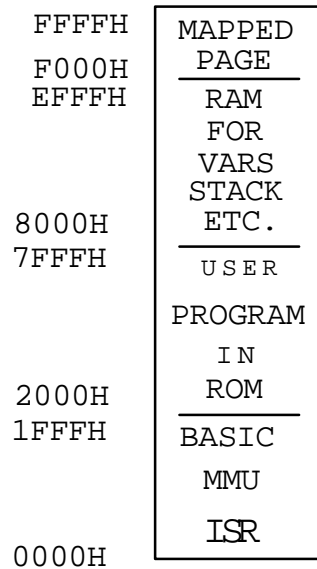 FFFFH MAPPED
F000H PAGE
EFFFH RAM
FOR
VARS
STACK
8000H ETC.
7FFFH USER
PROGRAM
IN
2000H ROM
1FFFH BASIC
MMU
ISR
0000H